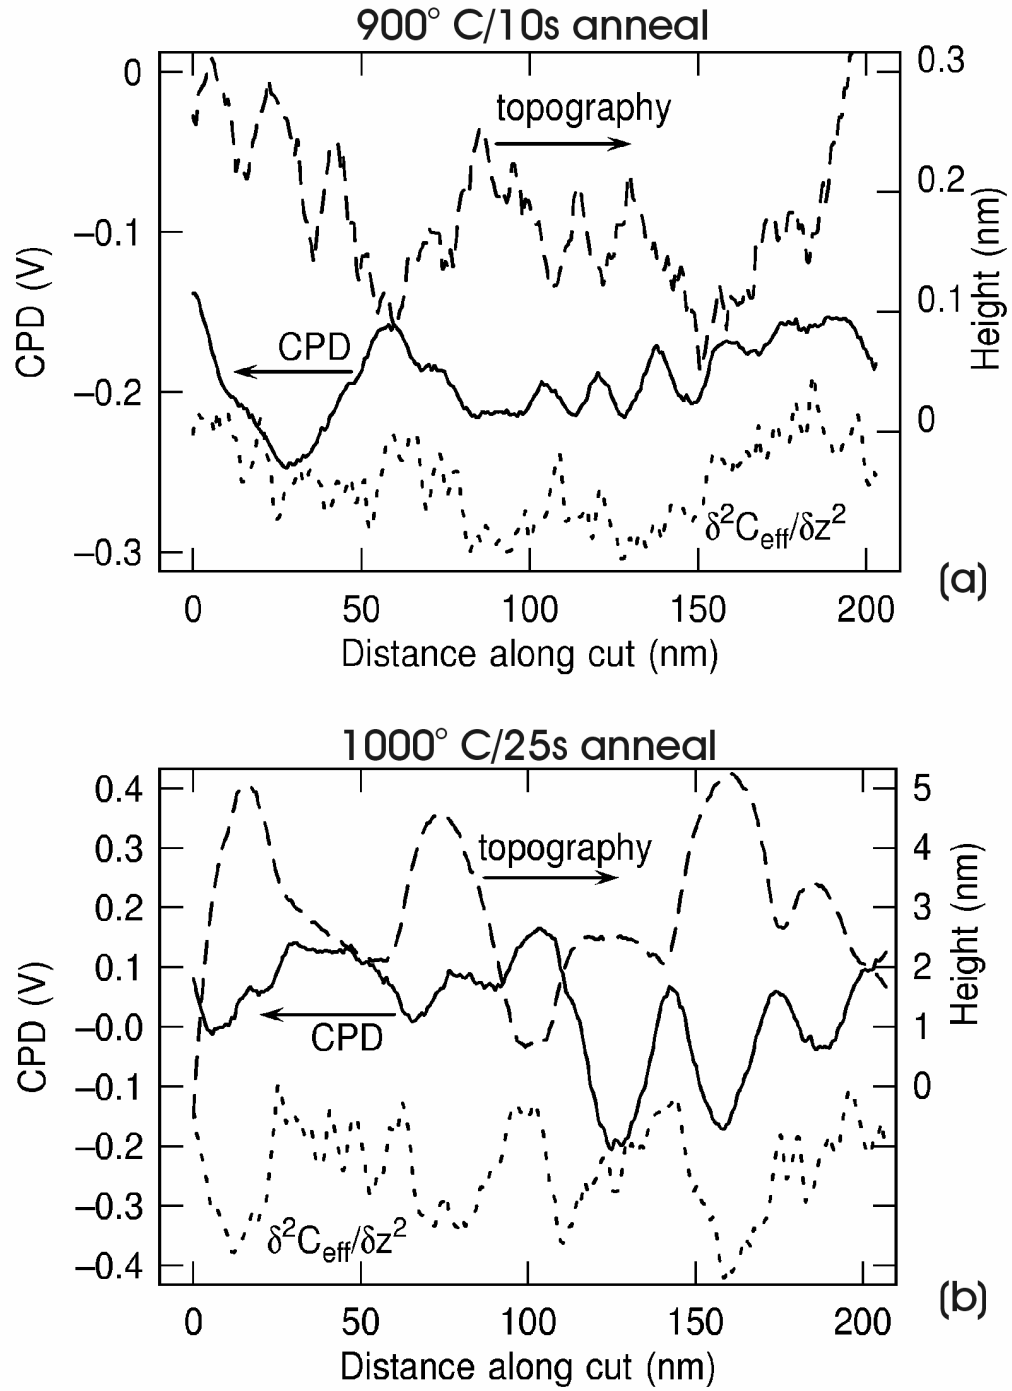 900° C/10s anneal
0
−0.1
−0.2
−0.3
CPD (V)
0.3
0.2
0.1
0
Height (nm)
topography
CPD
δ²C_eff/δz²
0 50 100 150 200
Distance along cut (nm)
(a)
1000° C/25s anneal
0.4
0.3
0.2
0.1
−0.0
−0.1
−0.2
−0.3
−0.4
CPD (V)
5
4
3
2
1
0
Height (nm)
topography
CPD
δ²C_eff/δz²
0 50 100 150 200
Distance along cut (nm)
(b)